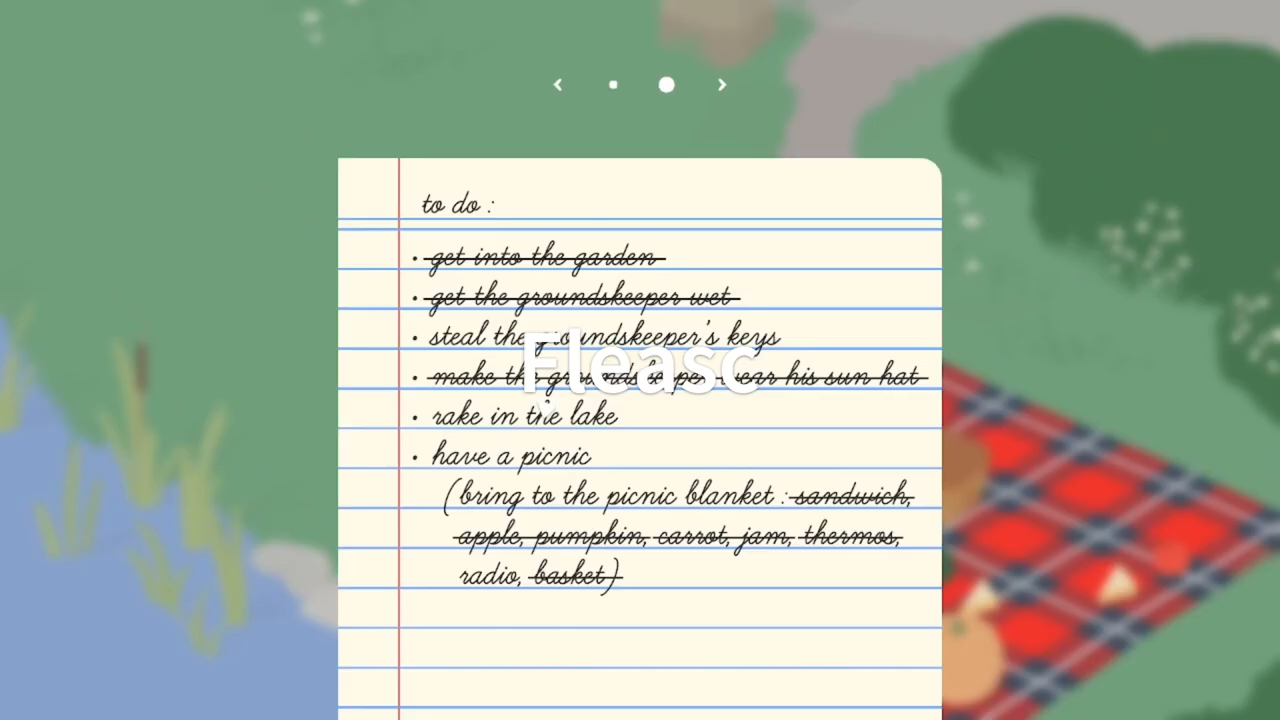 to do :
• get into the garden
• get the groundskeeper wet
• steal the groundskeeper's keys
• make the groundskeeper wear his sun hat
• rake in the lake
• have a picnic
(bring to the picnic blanket : sandwich,
apple, pumpkin, carrot, jam, thermos,
radio, basket)